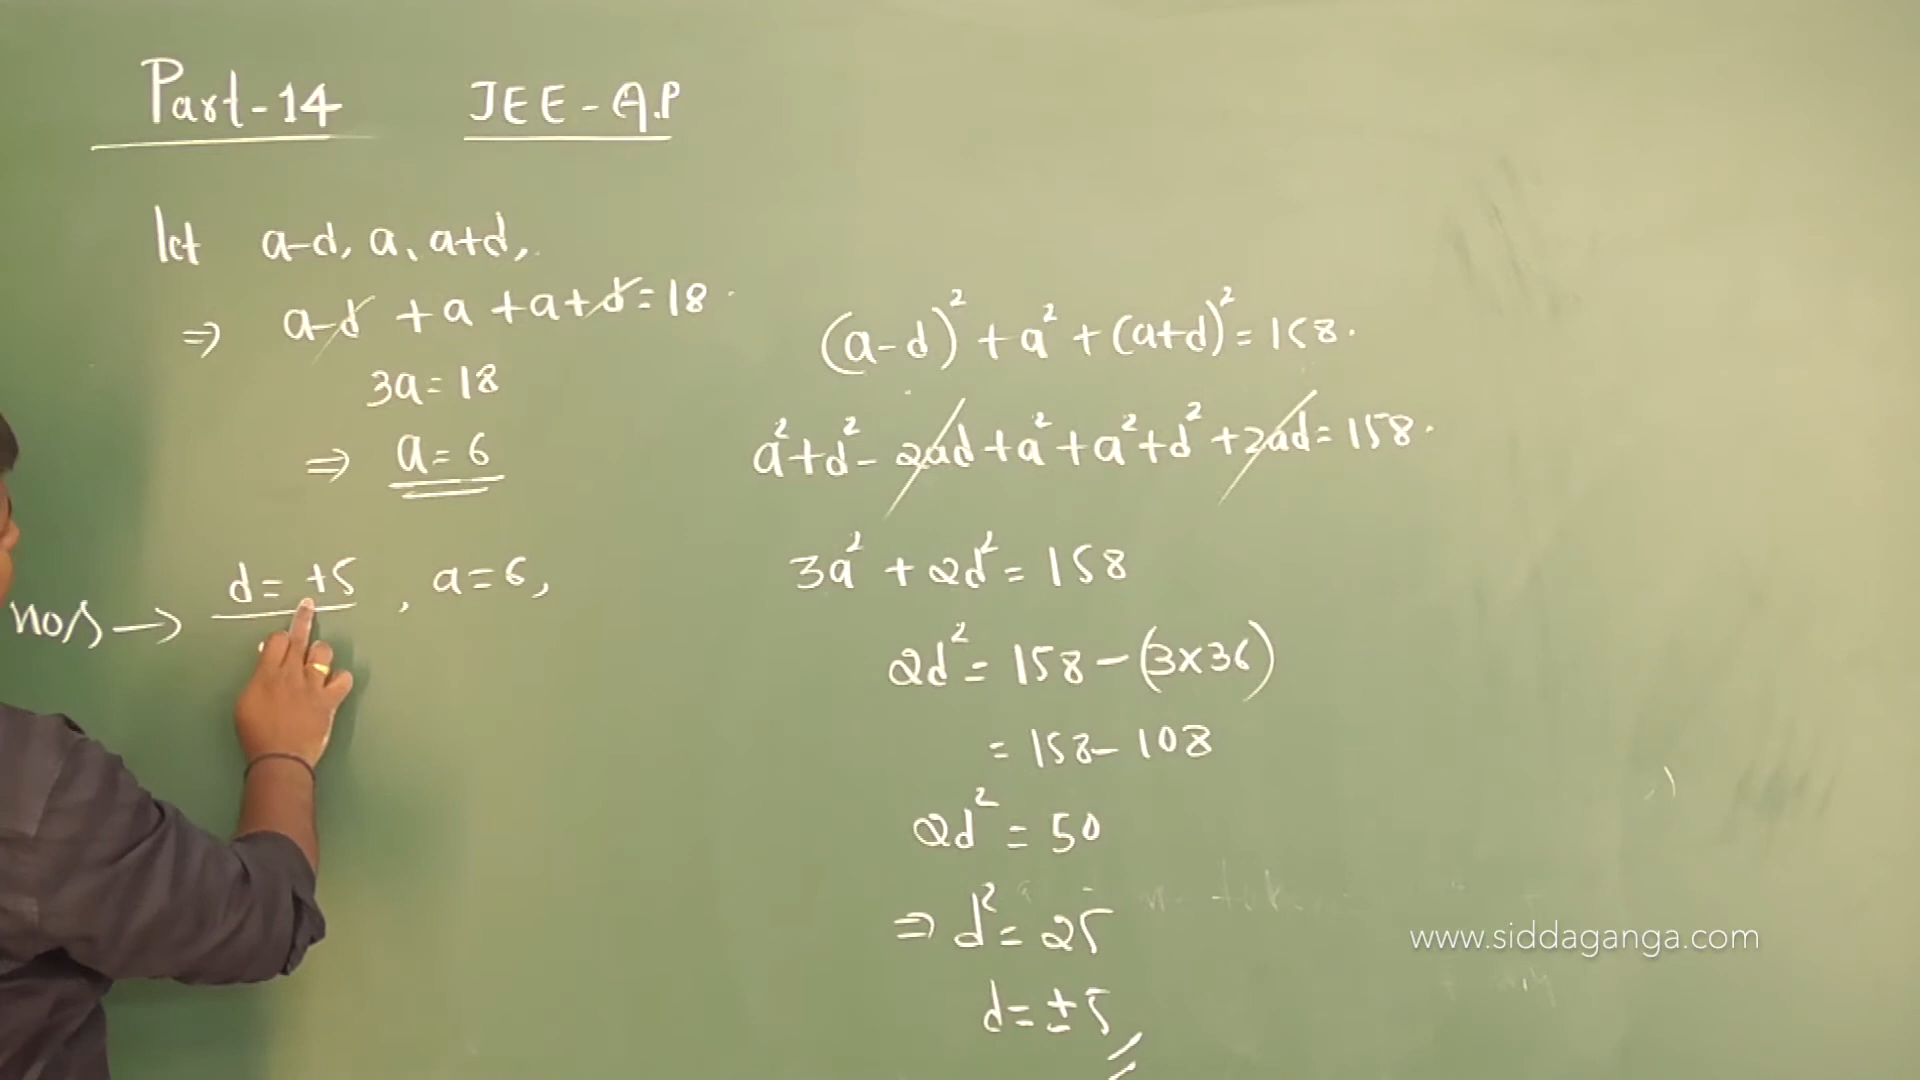 Part-14 JEE-A.P
let a-d, a, a+d,
⇒ a-d + a + a+d = 18.
3a = 18
⇒ a = 6
d = +5, a = 6,
no/s →
(a-d)² + a² + (a+d)² = 158.
a² + d² - 2ad + a² + a² + d² + 2ad = 158.
3a² + 2d² = 158
2d² = 158 - (3×36)
= 158 - 108
2d² = 50
⇒ d² = 25
d = ±5
www.siddaganga.com